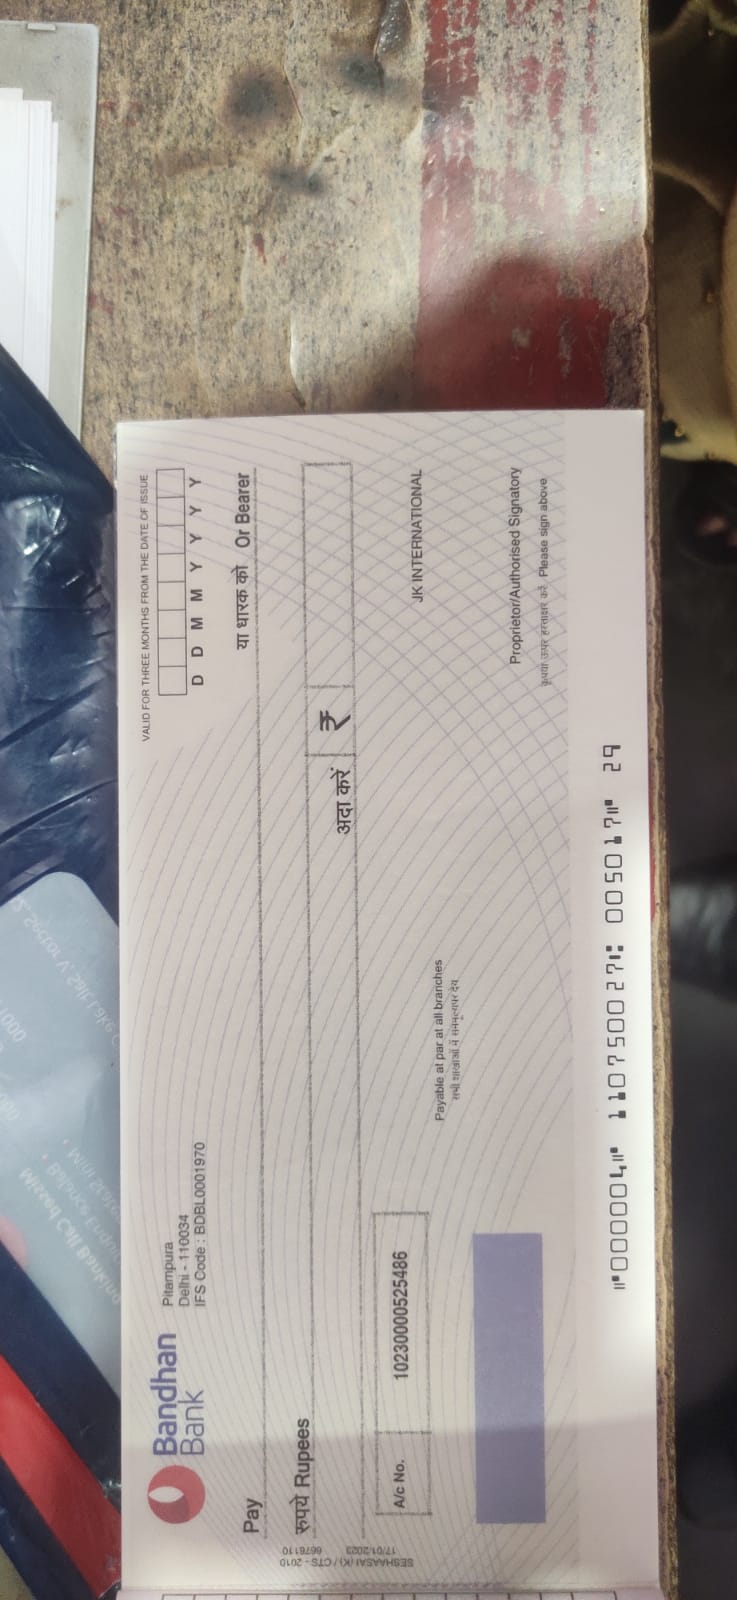 Bandhan
Bank
Pitampura
Delhi - 110034
IFS Code : BDBL0001970
VALID FOR THREE MONTHS FROM THE DATE OF ISSUE
D D M M Y Y Y Y
Pay
या धारक को Or Bearer
रुपये Rupees
अदा करें ₹
A/c No. 10230000525486
JK INTERNATIONAL
Payable at par at all branches
सभी शाखाओं में सममूल्यपर देय
Proprietor/Authorised Signatory
कृपया ऊपर हस्ताक्षर करें. Please sign above
SESHAASAI (K) / CTS - 2010
17/01/2023 6676110
⑈000004⑈ 110750027⑆ 005017⑈ 29